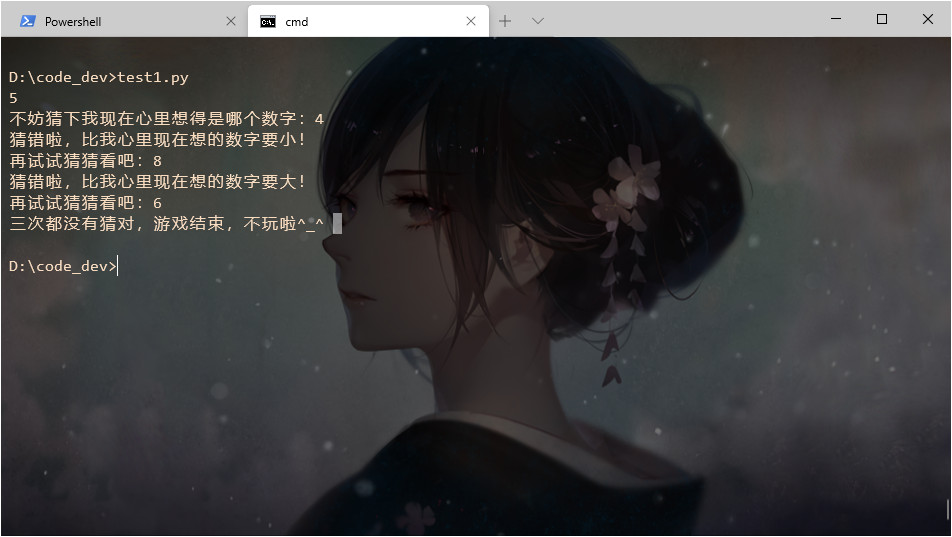 Powershell
cmd
D:\code_dev>test1.py
5
不妨猜下我现在心里想得是哪个数字：4
猜错啦，比我心里现在想的数字要小！
再试试猜猜看吧：8
猜错啦，比我心里现在想的数字要大！
再试试猜猜看吧：6
三次都没有猜对，游戏结束，不玩啦^_^
D:\code_dev>